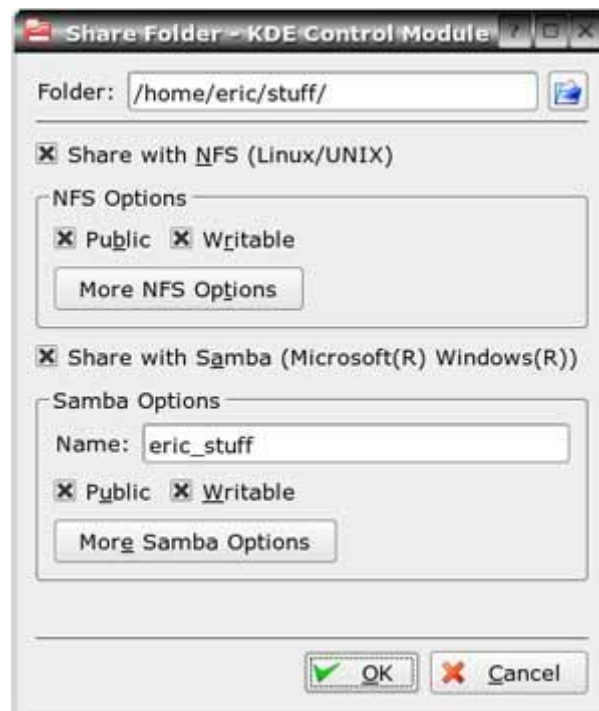 Share Folder - KDE Control Module
Folder: /home/eric/stuff/
Share with NFS (Linux/UNIX)
NFS Options
Public Writable
More NFS Options
Share with Samba (Microsoft(R) Windows(R))
Samba Options
Name: eric_stuff
Public Writable
More Samba Options
OK Cancel